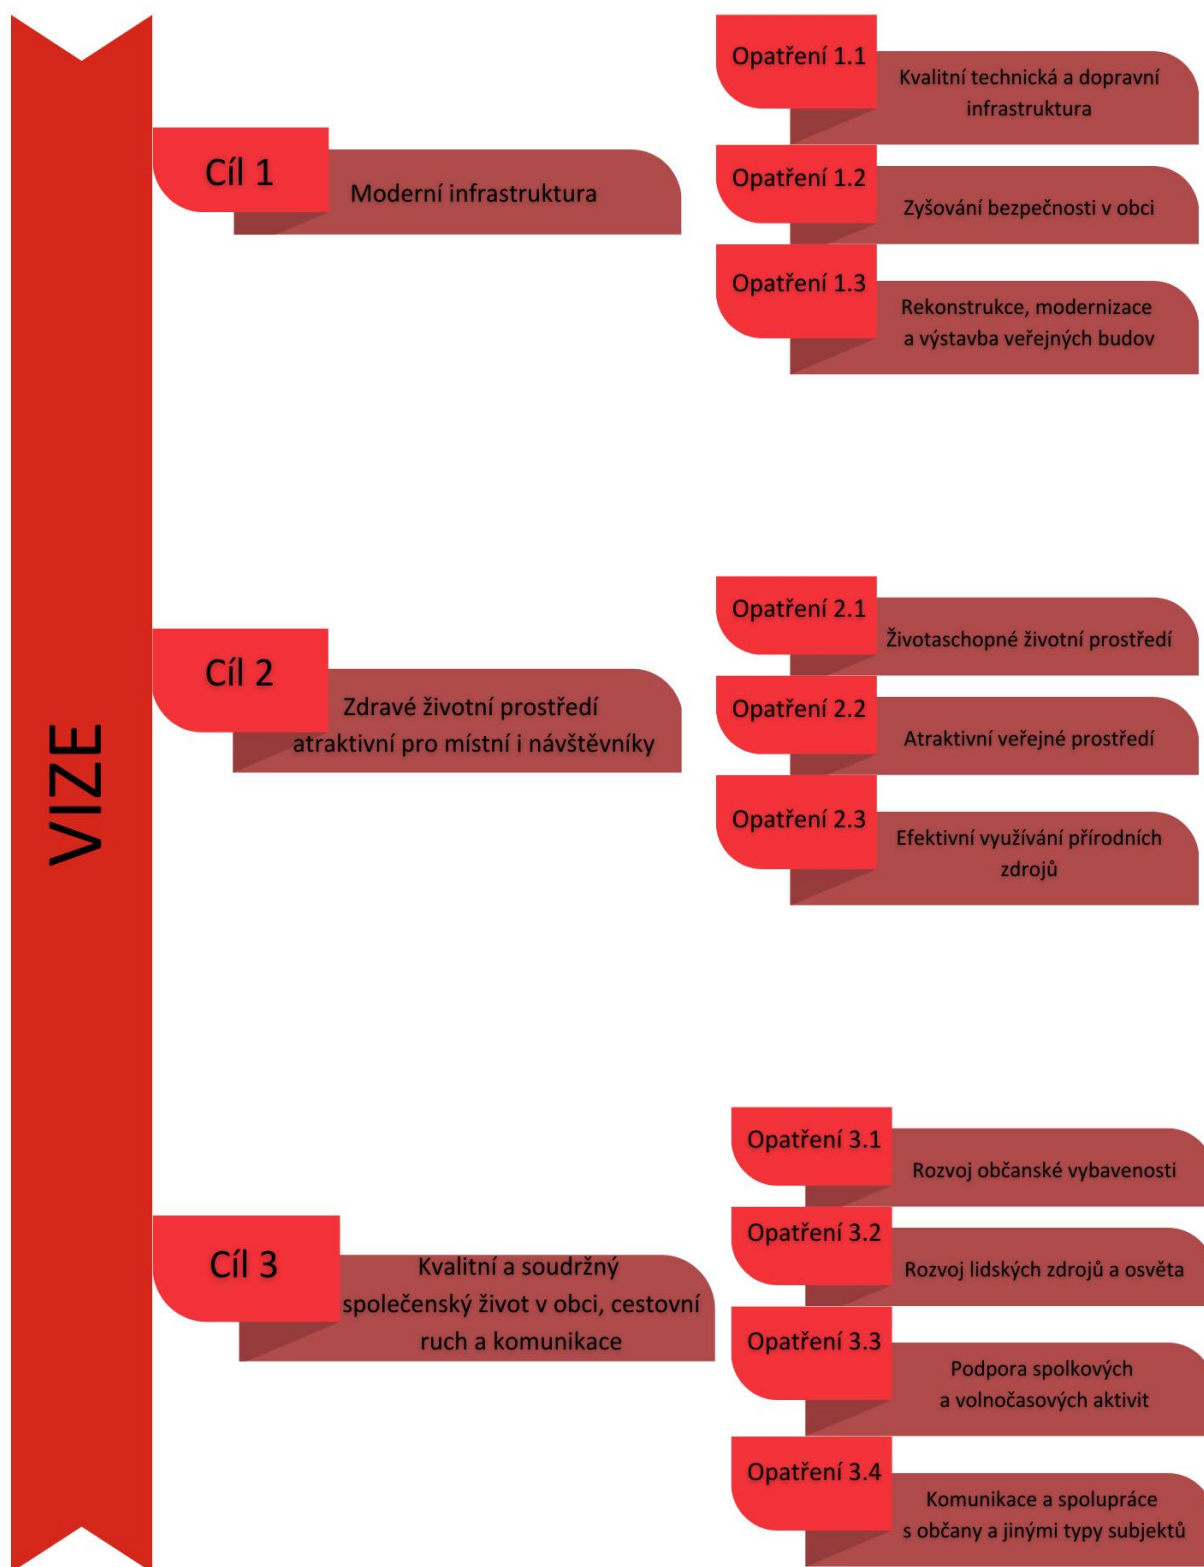 VIZE
Cíl 1
Moderní infrastruktura
Opatření 1.1
Kvalitní technická a dopravní
infrastruktura
Opatření 1.2
Zyšování bezpečnosti v obci
Opatření 1.3
Rekonstrukce, modernizace
a výstavba veřejných budov
Cíl 2
Zdravé životní prostředí
atraktivní pro místní i návštěvníky
Opatření 2.1
Životaschopné životní prostředí
Opatření 2.2
Atraktivní veřejné prostředí
Opatření 2.3
Efektivní využívání přírodních
zdrojů
Cíl 3
Kvalitní a soudržný
společenský život v obci, cestovní
ruch a komunikace
Opatření 3.1
Rozvoj občanské vybavenosti
Opatření 3.2
Rozvoj lidských zdrojů a osvěta
Opatření 3.3
Podpora spolkových
a volnočasových aktivit
Opatření 3.4
Komunikace a spolupráce
s občany a jinými typy subjektů